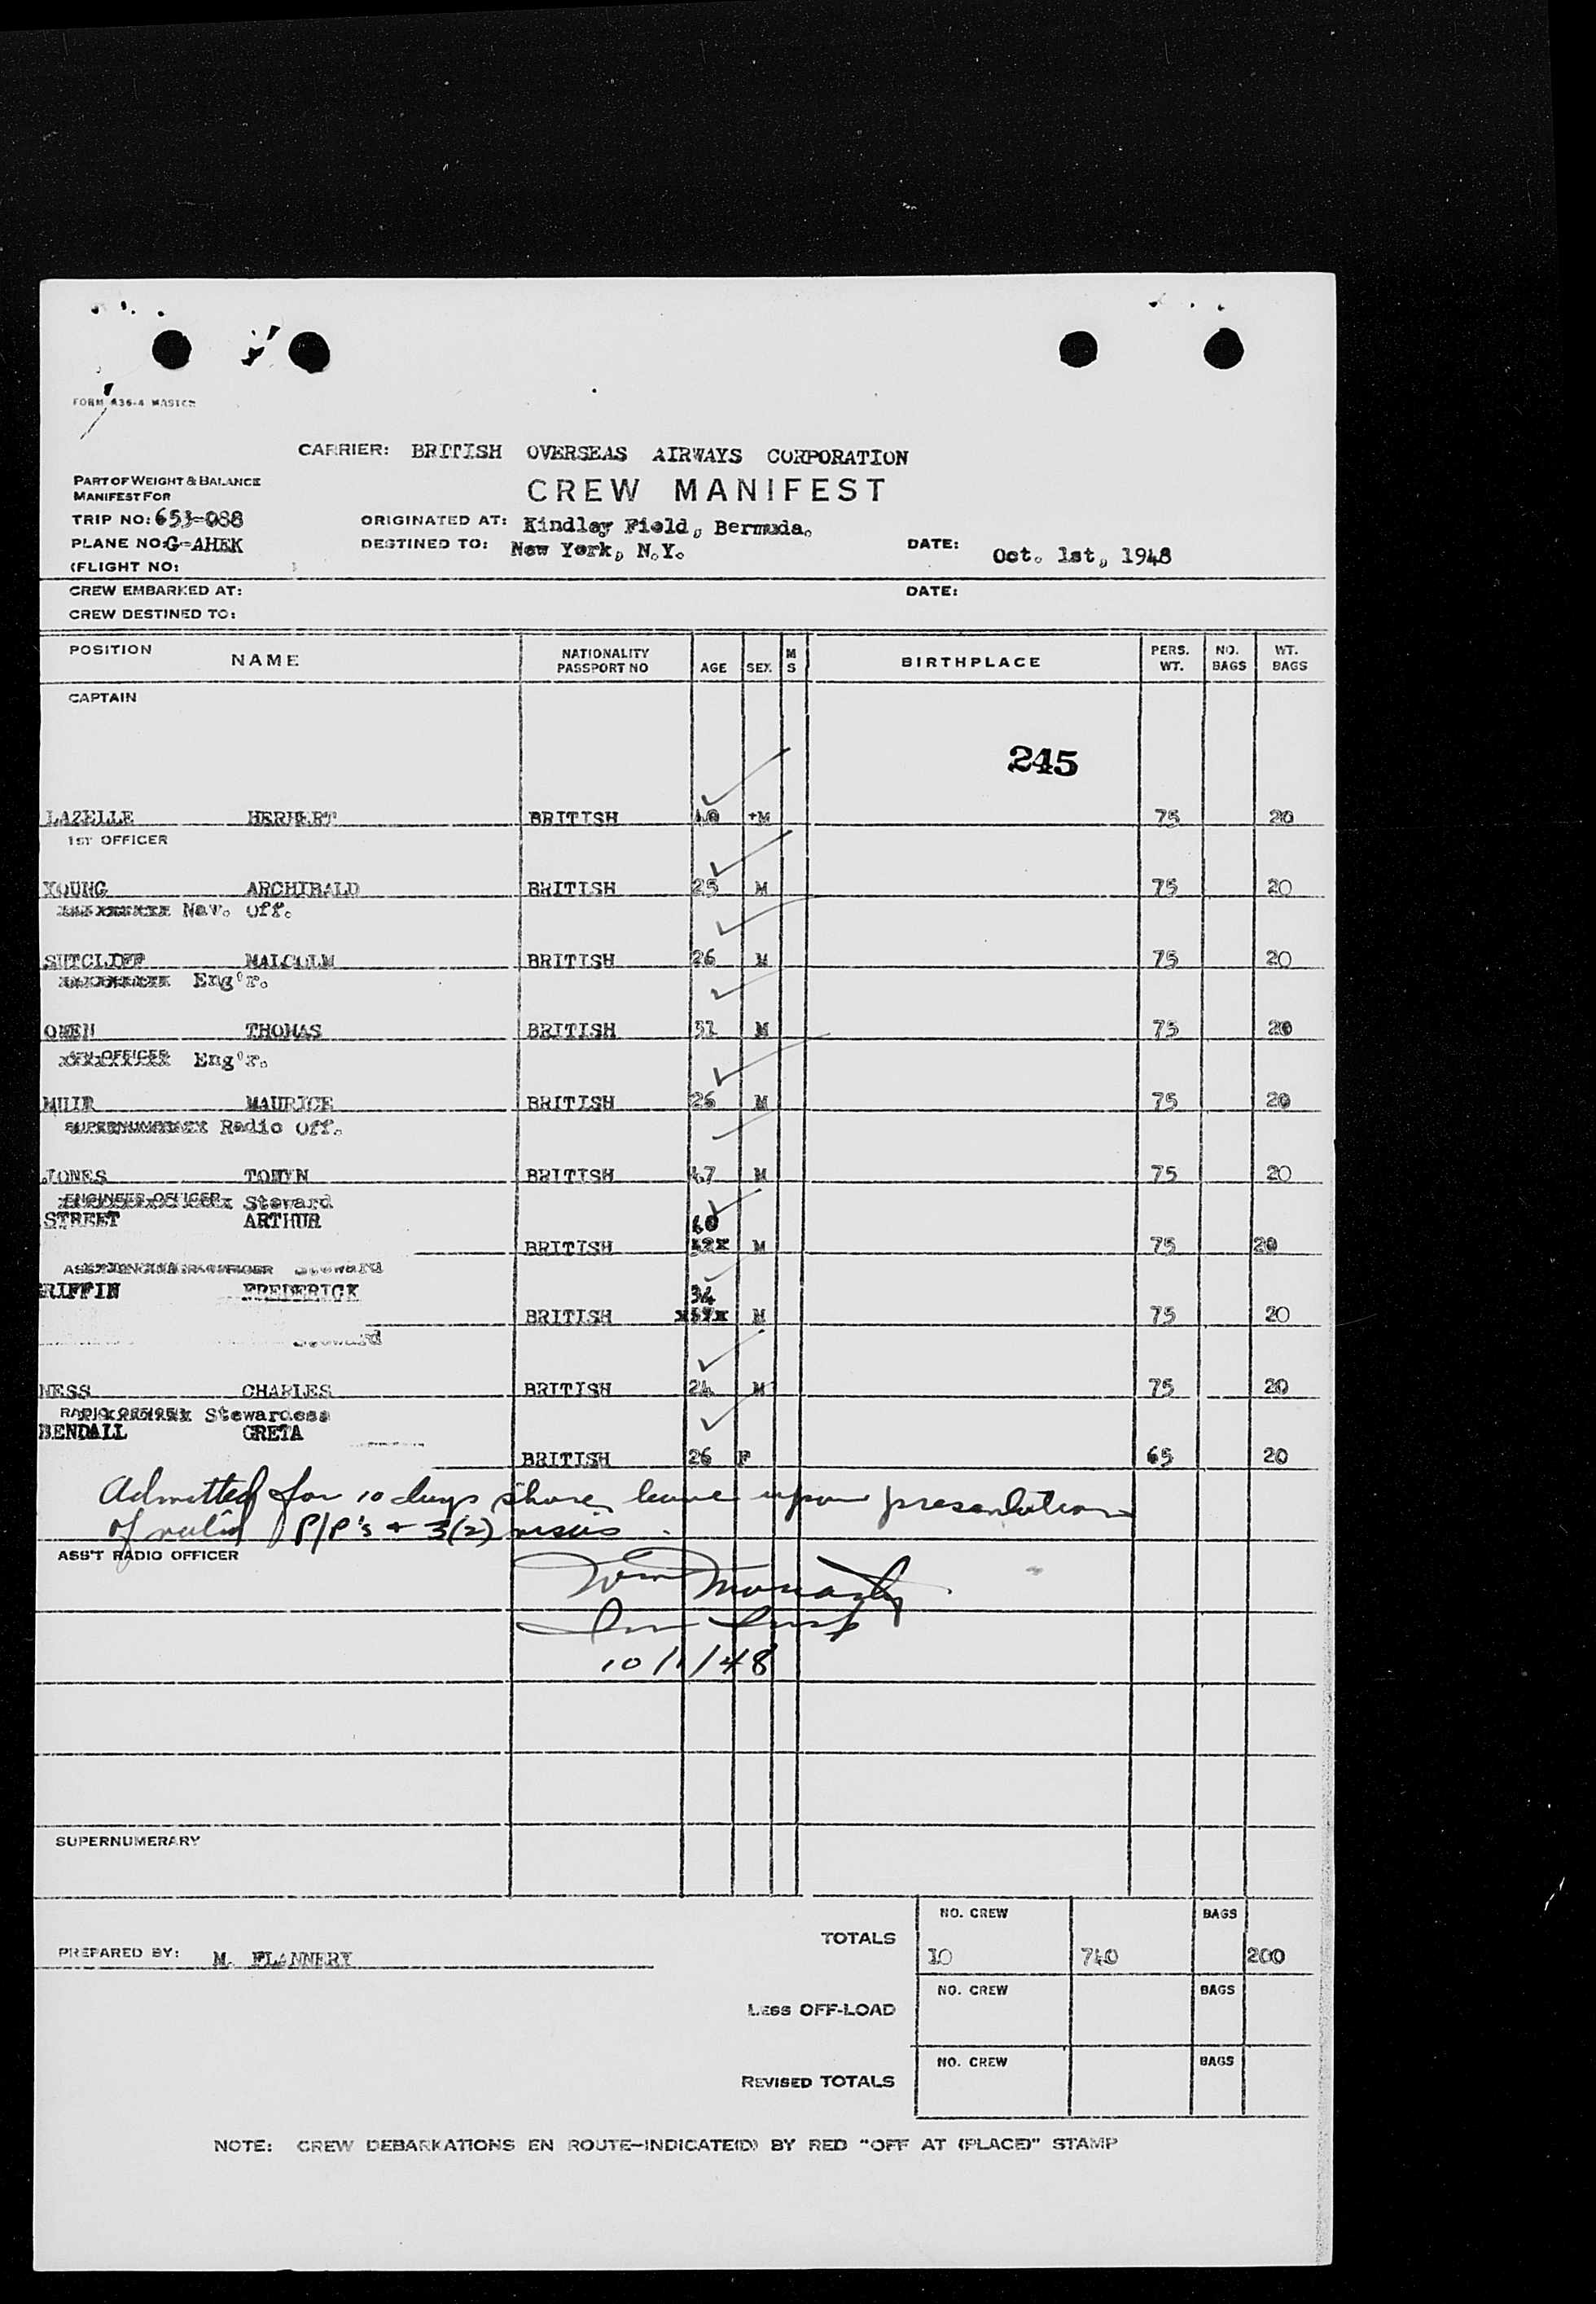 FORM 436-4 MASTER
CARRIER: BRITISH OVERSEAS AIRWAYS CORPORATION
PART OF WEIGHT & BALANCE
MANIFEST FOR
CREW MANIFEST
TRIP NO: 653-088
ORIGINATED AT: Kindley Field, Bermuda.
PLANE NO: G-AHEK
DESTINED TO: New York, N.Y.
DATE: Oct. 1st, 1948
(FLIGHT NO:
CREW EMBARKED AT: DATE:
CREW DESTINED TO:
POSITION NAME NATIONALITY PASSPORT NO AGE SEX M S BIRTHPLACE PERS. WT. NO. BAGS WT. BAGS
CAPTAIN
245
LAZELLE HERBERT BRITISH 40 M 75 20
1ST OFFICER
YOUNG ARCHIBALD BRITISH 25 M 75 20
Nav. Off.
SUTCLIFF MALCOLM BRITISH 26 M 75 20
Eng'r.
OWEN THOMAS BRITISH 31 M 75 20
Eng'r.
MUIR MAURICE BRITISH 26 M 75 20
SUPERNUMERARY Radio Off.
JONES BRITISH 47 M 75 20
ENGINEER OFFICER Steward
STREET ARTHUR 40
BRITISH M 75 20
Steward
RIFFIN FREDERICK 34
BRITISH M 75 20
Steward
NESS CHARLES BRITISH 24 M 75 20
RADIO OFFICER Stewardess
BENDALL GRETA
BRITISH 26 F 65 20
Admitted for 10 days shore leave upon presentation
of valid P/P's + 3(2) visas.
ASS'T RADIO OFFICER
10/1/48
SUPERNUMERARY
NO. CREW BAGS
TOTALS
PREPARED BY: M. FLANNERY 10 740 200
NO. CREW BAGS
LESS OFF-LOAD
NO. CREW BAGS
REVISED TOTALS
NOTE: CREW DEBARKATIONS EN ROUTE-INDICATE(D) BY RED "OFF AT (PLACE)" STAMP